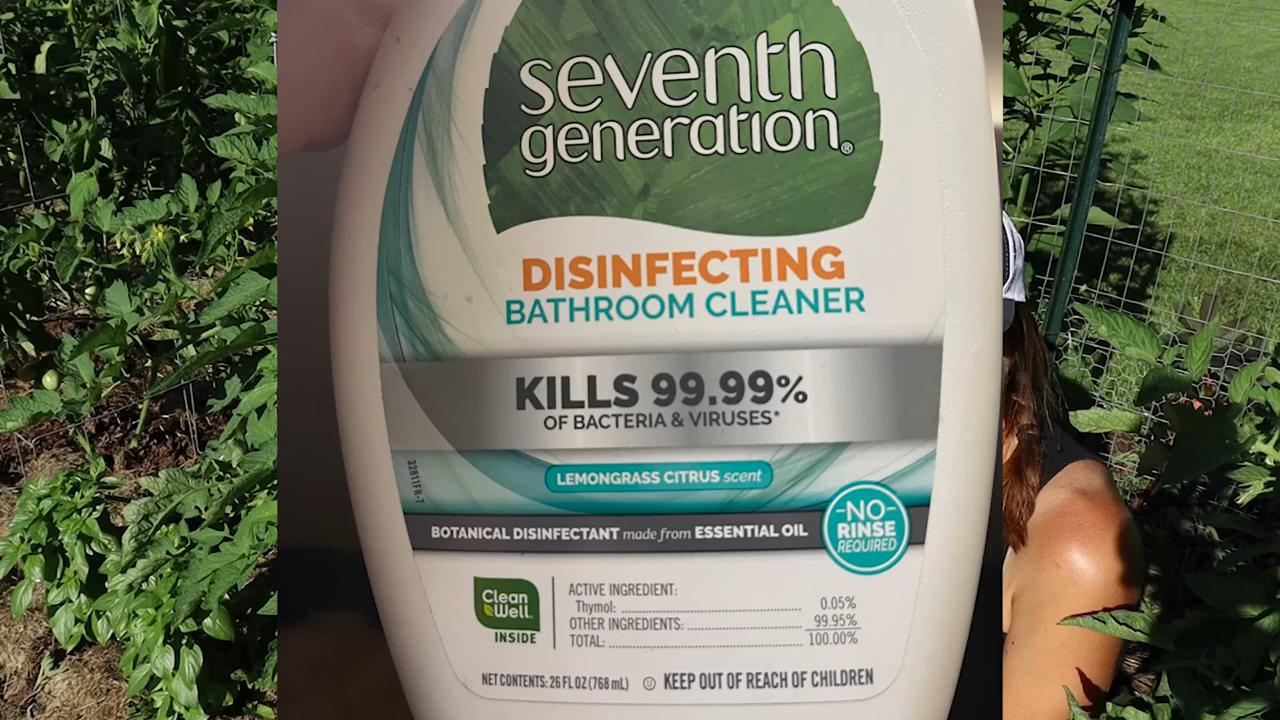 seventh
generation®
DISINFECTING
BATHROOM CLEANER
KILLS 99.99%
OF BACTERIA & VIRUSES*
LEMONGRASS CITRUS scent
BOTANICAL DISINFECTANT made from ESSENTIAL OIL
-NO-
RINSE
REQUIRED
Clean
Well
INSIDE
ACTIVE INGREDIENT:
Thymol: 0.05%
OTHER INGREDIENTS: 99.95%
TOTAL: 100.00%
NET CONTENTS: 26 FL OZ (768 mL) KEEP OUT OF REACH OF CHILDREN